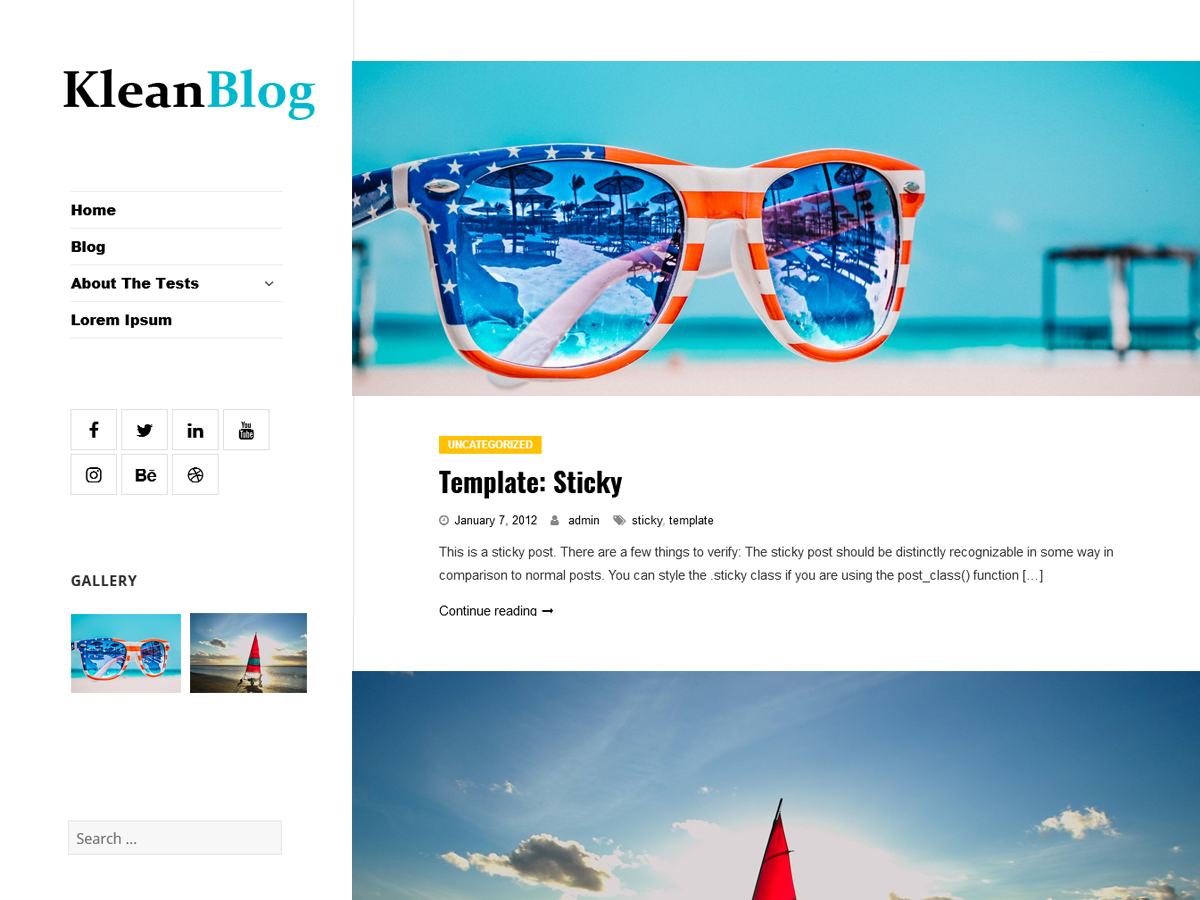 KleanBlog
Home
Blog
About The Tests
Lorem Ipsum
You
Tube
Bē
GALLERY
Search ...
UNCATEGORIZED
Template: Sticky
January 7, 2012 admin sticky, template
This is a sticky post. There are a few things to verify: The sticky post should be distinctly recognizable in some way in
comparison to normal posts. You can style the .sticky class if you are using the post_class() function […]
Continue reading →